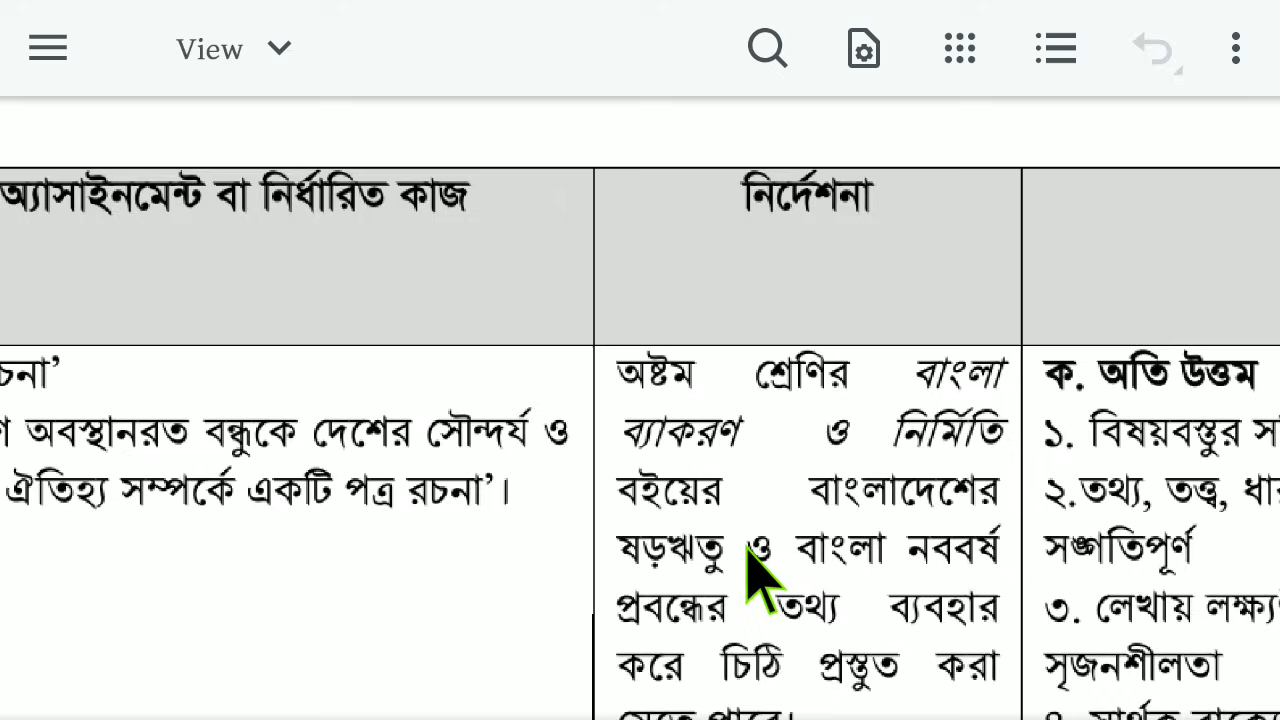 View
অ্যাসাইনমেন্ট বা নির্ধারিত কাজ
নির্দেশনা
অবস্থানরত বন্ধুকে দেশের সৌন্দর্য ও
ঐতিহ্য সম্পর্কে একটি পত্র রচনা’।
অষ্টম শ্রেণির বাংলা
ব্যাকরণ ও নির্মিতি
বইয়ের বাংলাদেশের
ষড়ঋতু ও বাংলা নববর্ষ
প্রবন্ধের তথ্য ব্যবহার
করে চিঠি প্রস্তুত করা
ক. অতি উত্তম
১. বিষয়বস্তুর
২.তথ্য, তত্ত্ব,
সঙ্গতিপূর্ণ
৩. লেখায়
সৃজনশীলতা